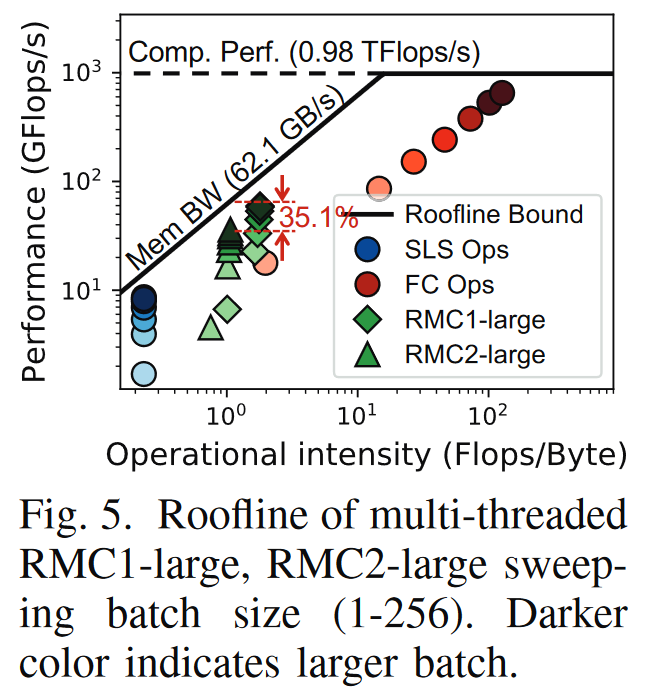 Performance (GFlops/s)
10³
10²
10¹
Comp. Perf. (0.98 TFlops/s)
Mem BW (62.1 GB/s)
35.1%
Roofline Bound
SLS Ops
FC Ops
RMC1-large
RMC2-large
10⁰
10¹
10²
Operational intensity (Flops/Byte)
Fig. 5. Roofline of multi-threaded
RMC1-large, RMC2-large sweep-
ing batch size (1-256). Darker
color indicates larger batch.